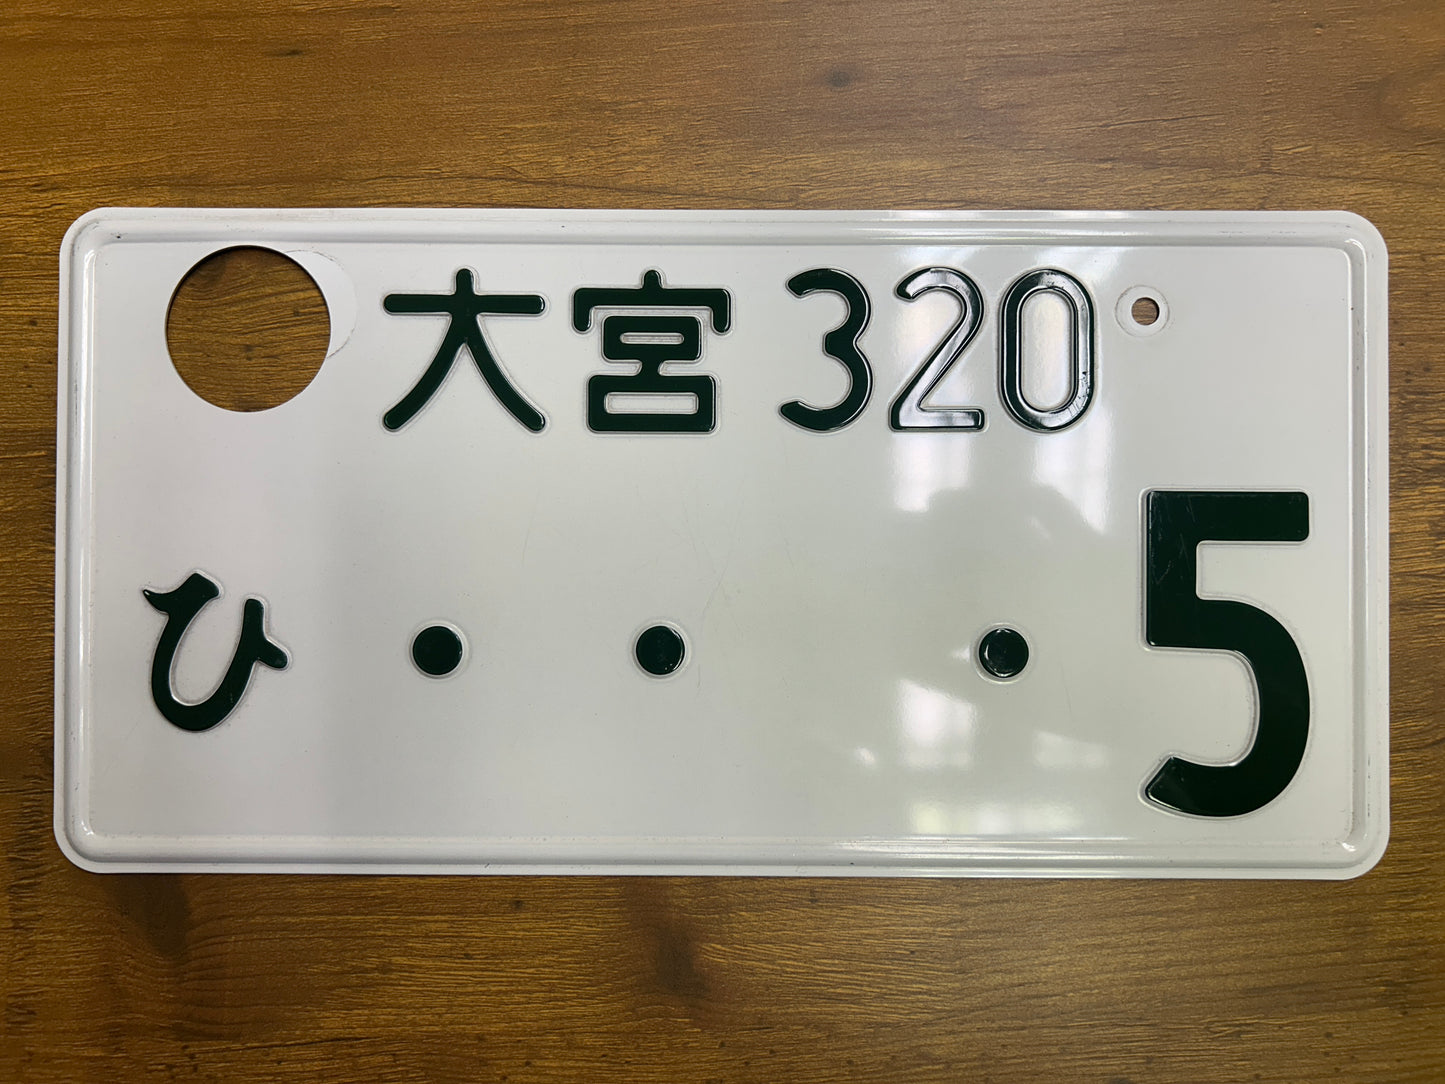 大宮 320
ひ ・・ ・5